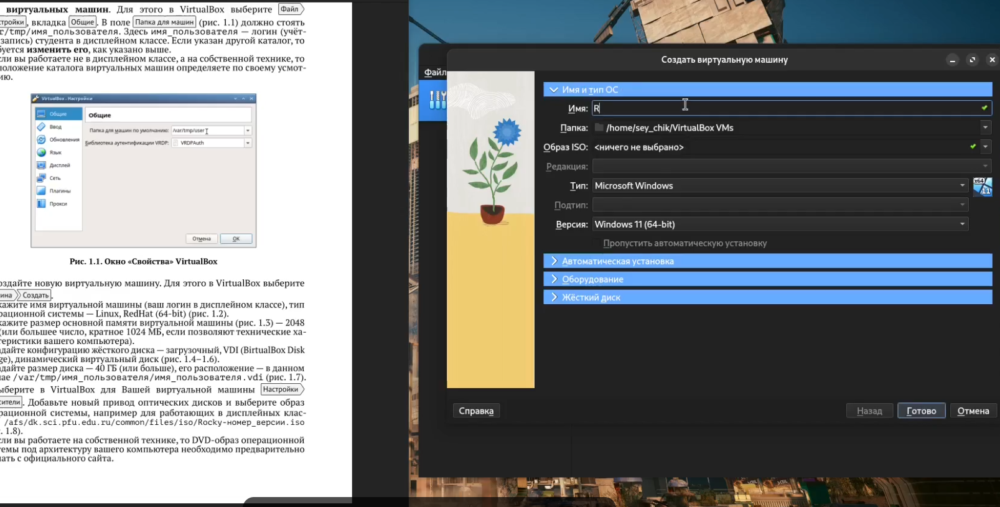 виртуальных машин. Для этого в VirtualBox выберите Файл
тройки, вкладка Общие. В поле Папка для машин (рис. 1.1) должно стоять
r/tmp/имя_пользователя. Здесь имя_пользователя — логин (учёт-
запись) студента в дисплейном классе. Если указан другой каталог, то
буется изменить его, как указано выше.
сли вы работаете не в дисплейном классе, а на собственной технике, то
положение каталога виртуальных машин определяете по своему усмот-
ию.
VirtualBox - Настройки
Общие
Ввод
Обновления
Язык
Дисплей
Сеть
Плагины
Прокси
Общие
Папка для машин по умолчанию: /var/tmp/user
Библиотека аутентификации VRDP: VRDPAuth
Отмена
OK
Рис. 1.1. Окно «Свойства» VirtualBox
оздайте новую виртуальную машину. Для этого в VirtualBox выберите
ина Создать.
кажите имя виртуальной машины (ваш логин в дисплейном классе), тип
рационной системы — Linux, RedHat (64-bit) (рис. 1.2).
кажите размер основной памяти виртуальной машины (рис. 1.3) — 2048
(или большее число, кратное 1024 МБ, если позволяют технические ха-
теристики вашего компьютера).
адайте конфигурацию жёсткого диска — загрузочный, VDI (BirtualBox Disk
ge), динамический виртуальный диск (рис. 1.4–1.6).
адайте размер диска — 40 ГБ (или больше), его расположение — в данном
чае /var/tmp/имя_пользователя/имя_пользователя.vdi (рис. 1.7).
ыберите в VirtualBox для Вашей виртуальной машины Настройки
сители. Добавьте новый привод оптических дисков и выберите образ
рационной системы, например для работающих в дисплейных клас-
/afs/dk.sci.pfu.edu.ru/common/files/iso/Rocky-номер_версии.iso
с. 1.8).
сли вы работаете на собственной технике, то DVD-образ операционной
темы под архитектуру вашего компьютера необходимо предварительно
чать с официального сайта.
Файл
Создать виртуальную машину
Имя и тип ОС
Имя: R
Папка: /home/sey_chik/VirtualBox VMs
Образ ISO: <ничего не выбрано>
Редакция:
Тип: Microsoft Windows
x64
11
Подтип:
Версия: Windows 11 (64-bit)
Пропустить автоматическую установку
Автоматическая установка
Оборудование
Жёсткий диск
Справка
Назад
Готово
Отмена